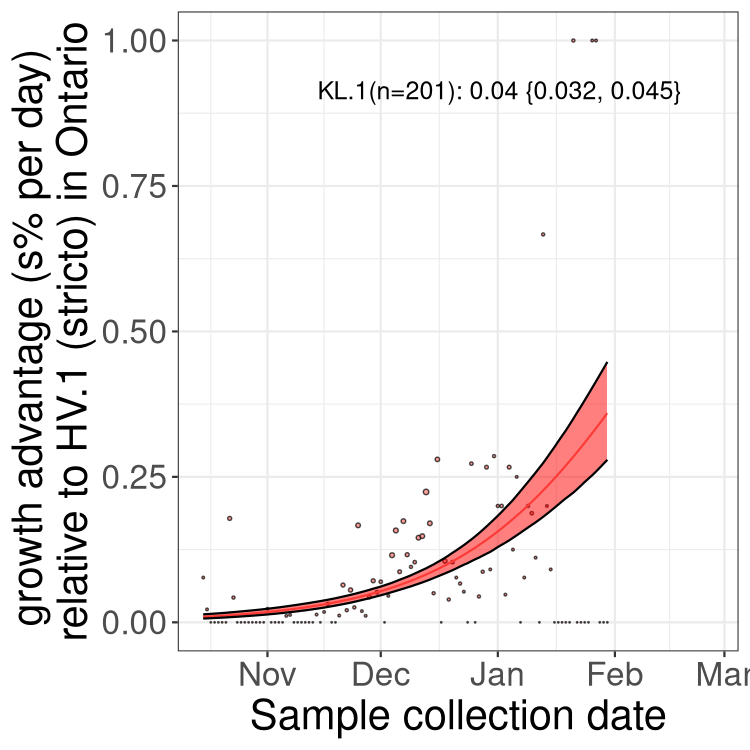 growth advantage (s% per day)
relative to HV.1 (stricto) in Ontario
1.00
0.75
0.50
0.25
0.00
KL.1(n=201): 0.04 {0.032, 0.045}
Nov Dec Jan Feb Mar
Sample collection date